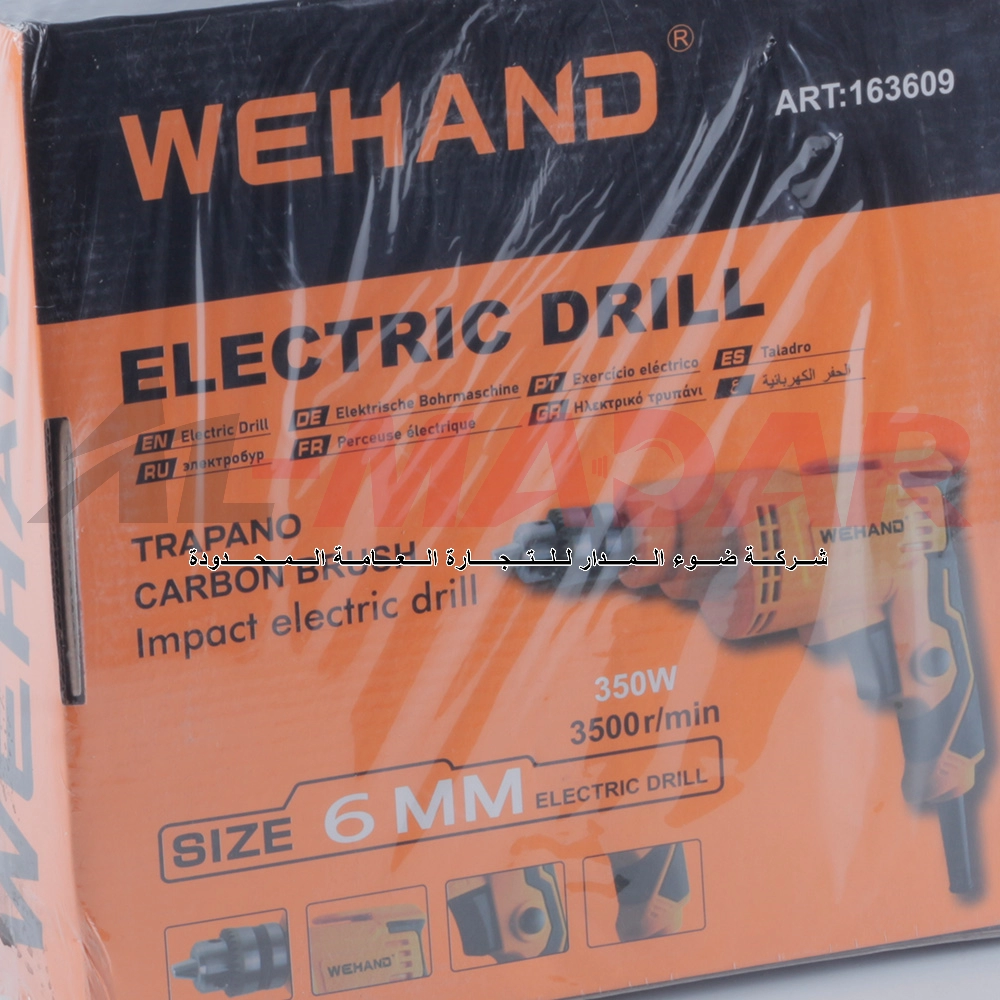 WEHAND®
ART:163609
ELECTRIC DRILL
EN Electric Drill DE Elektrische Bohrmaschine PT Exercício eléctrico ES Taladro
RU электробур FR Perceuse électrique GR Ηλεκτρικό τρυπάνι ع الحفر الكهربائية
AL-MADAR
TRAPANO
CARBON BRUSH
Impact electric drill
شركة ضوء المدار للتجارة العامة المحدودة
WEHAND
350W
3500r/min
SIZE 6 MM ELECTRIC DRILL
WEHAND
WEHAND